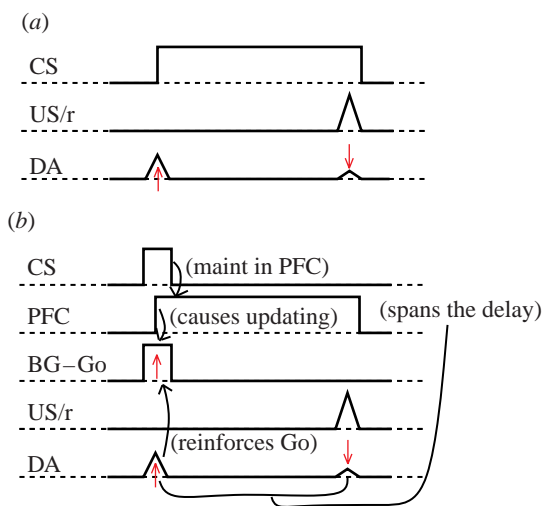 (a)
CS
US/r
DA
(b)
CS
(maint in PFC)
(spans the delay)
PFC
(causes updating)
BG–Go
US/r
(reinforces Go)
DA